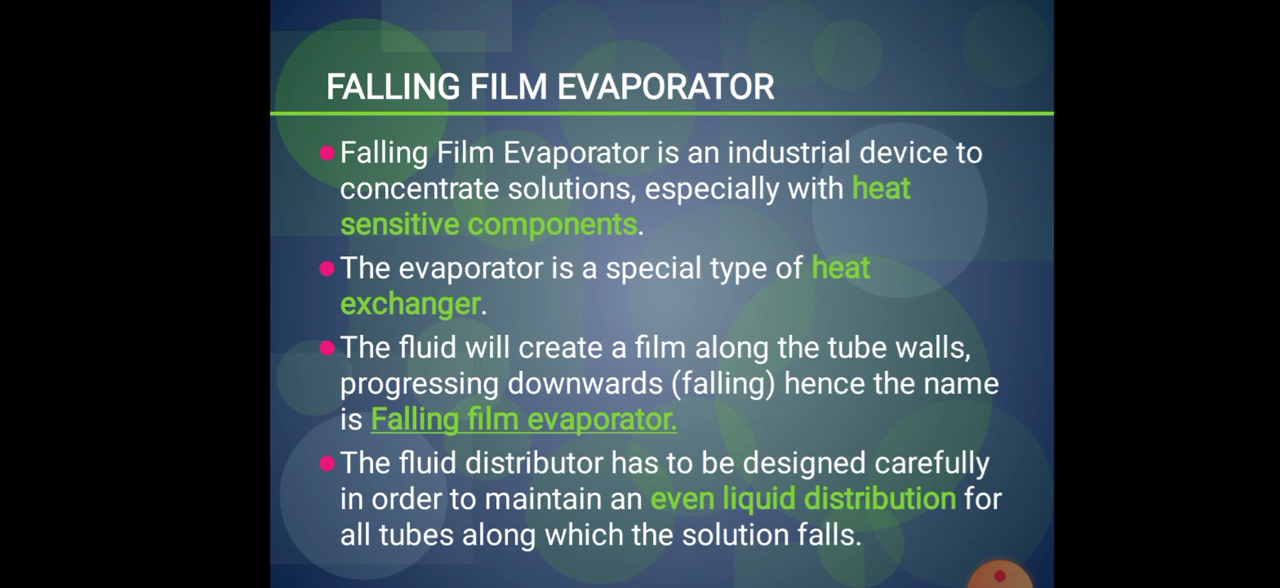 FALLING FILM EVAPORATOR
Falling Film Evaporator is an industrial device to
concentrate solutions, especially with heat
sensitive components.
The evaporator is a special type of heat
exchanger.
The fluid will create a film along the tube walls,
progressing downwards (falling) hence the name
is Falling film evaporator.
The fluid distributor has to be designed carefully
in order to maintain an even liquid distribution for
all tubes along which the solution falls.